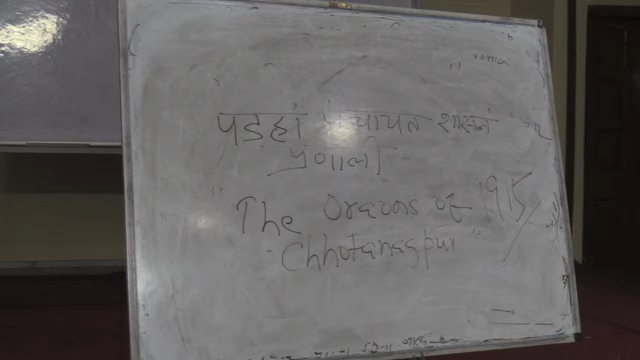 पड़हा पंचायत शासन
प्रणाली
"The Oraons of 1915/
Chhotanagpur"